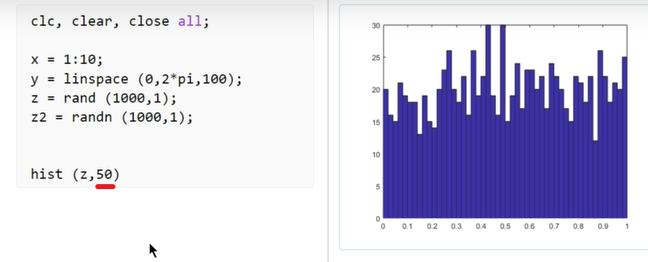 clc, clear, close all;
x = 1:10;
y = linspace (0,2*pi,100);
z = rand (1000,1);
z2 = randn (1000,1);
hist (z,50)
30
25
20
15
10
5
0
0 0.1 0.2 0.3 0.4 0.5 0.6 0.7 0.8 0.9 1